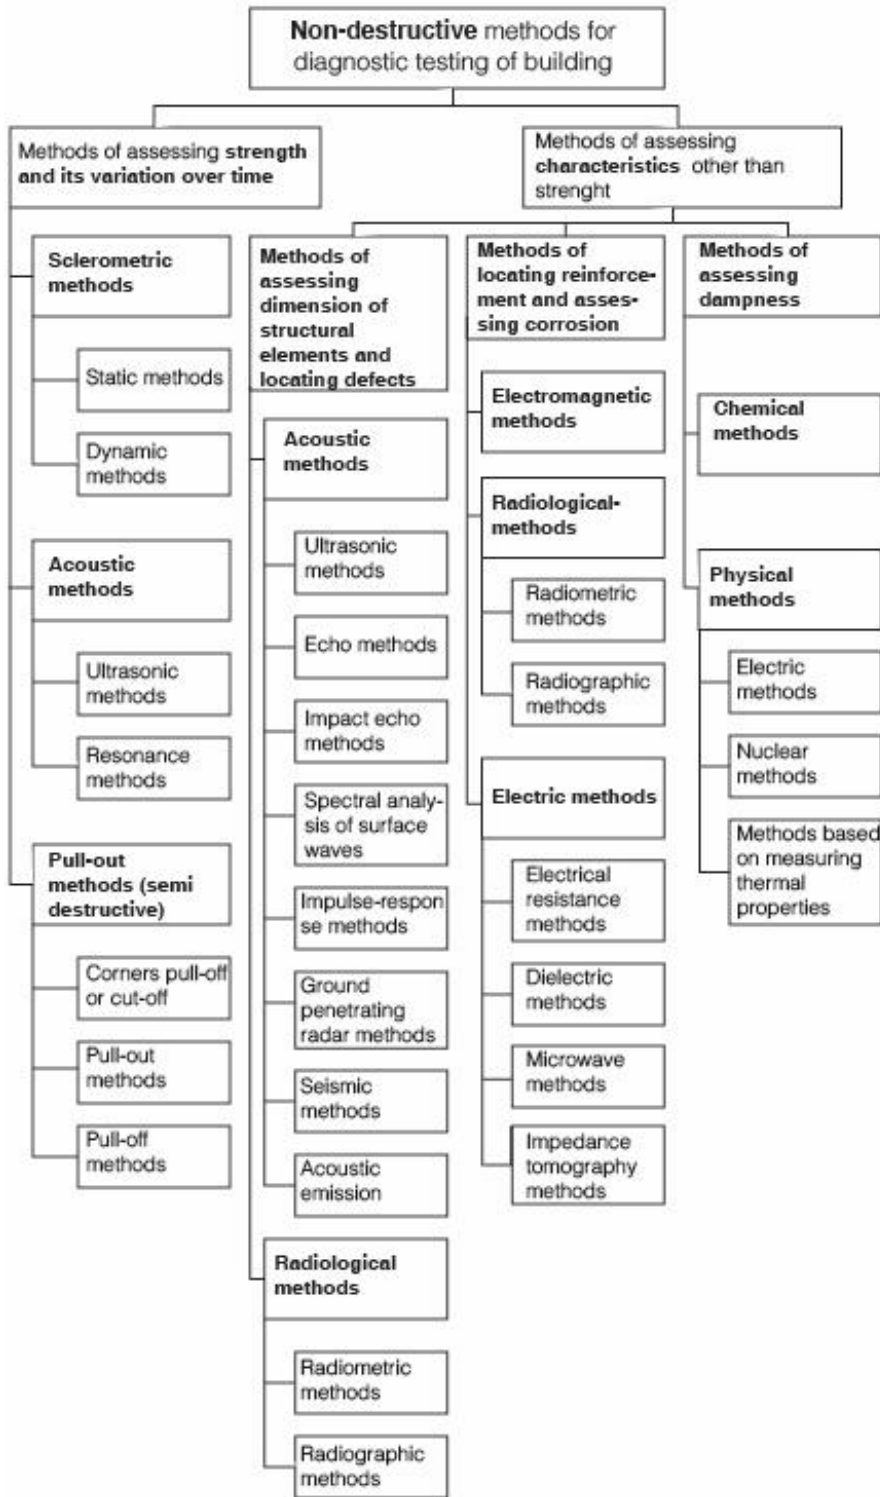 Non-destructive methods for
diagnostic testing of building
Methods of assessing strength
and its variation over time
Methods of assessing
characteristics other than
strenght
Sclerometric
methods
Static methods
Dynamic
methods
Acoustic
methods
Ultrasonic
methods
Resonance
methods
Pull-out
methods (semi
destructive)
Corners pull-off
or cut-off
Pull-out
methods
Pull-off
methods
Methods of
assessing
dimension of
structural
elements and
locating defects
Acoustic
methods
Ultrasonic
methods
Echo methods
Impact echo
methods
Spectral analy-
sis of surface
waves
Impulse-respon
se methods
Ground
penetrating
radar methods
Seismic
methods
Acoustic
emission
Radiological
methods
Radiometric
methods
Radiographic
methods
Methods of
locating reinforce-
ment and asses-
sing corrosion
Electromagnetic
methods
Radiological-
methods
Radiometric
methods
Radiographic
methods
Electric methods
Electrical
resistance
methods
Dielectric
methods
Microwave
methods
Impedance
tomography
methods
Methods of
assessing
dampness
Chemical
methods
Physical
methods
Electric
methods
Nuclear
methods
Methods based
on measuring
thermal
properties